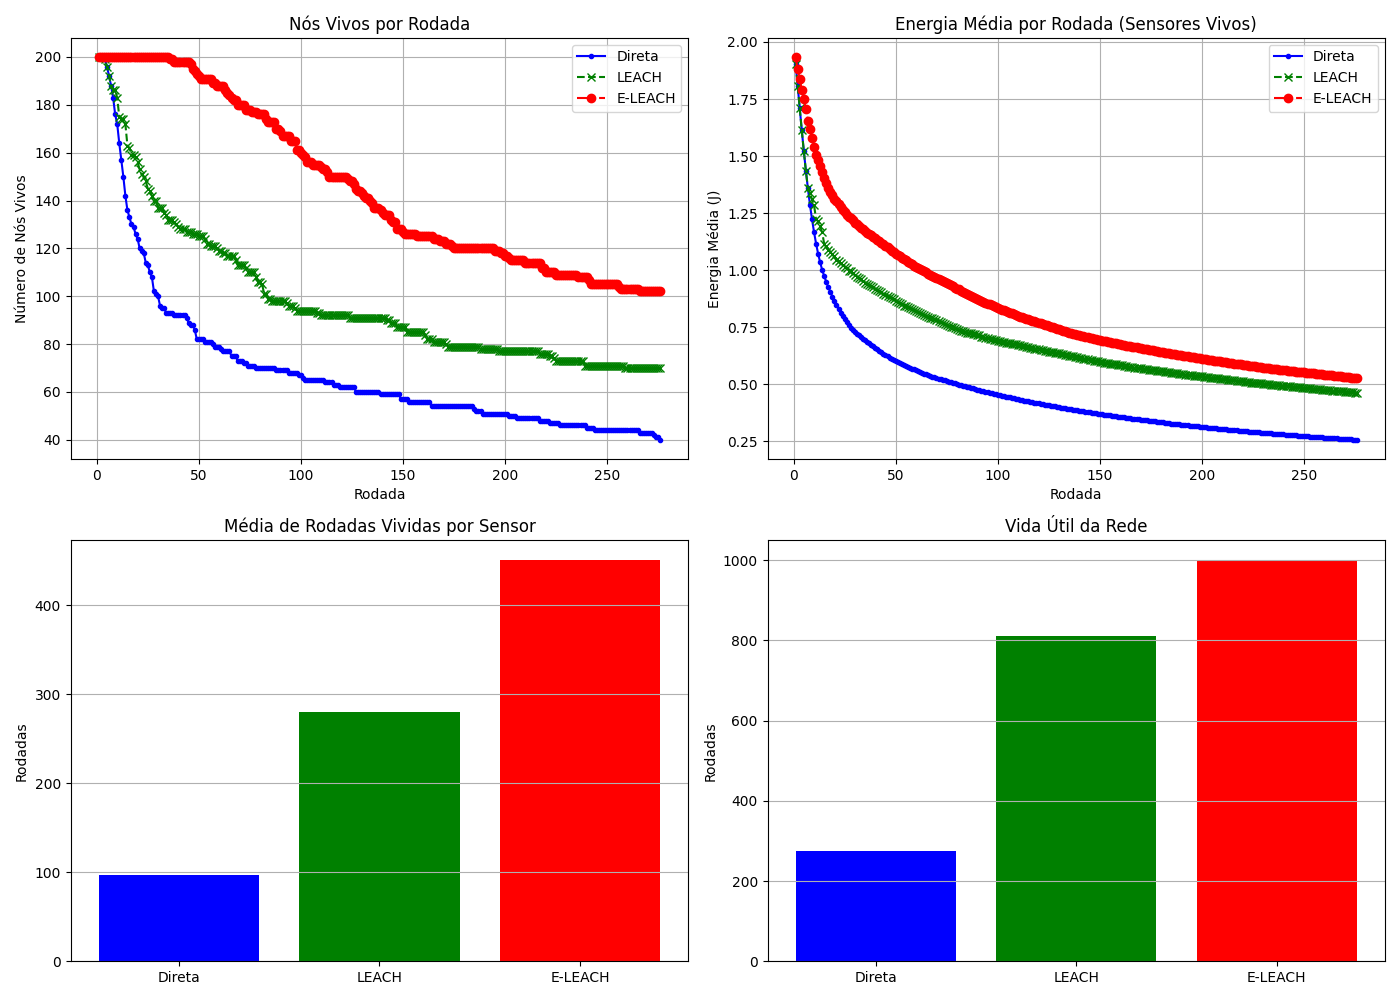 Nós Vivos por Rodada
Número de Nós Vivos
200
180
160
140
120
100
80
60
40
0 50 100 150 200 250
Rodada
Direta
LEACH
E-LEACH
Energia Média por Rodada (Sensores Vivos)
Energia Média (J)
2.00
1.75
1.50
1.25
1.00
0.75
0.50
0.25
0 50 100 150 200 250
Rodada
Direta
LEACH
E-LEACH
Média de Rodadas Vividas por Sensor
Rodadas
400
300
200
100
0
Direta LEACH E-LEACH
Vida Útil da Rede
Rodadas
1000
800
600
400
200
0
Direta LEACH E-LEACH